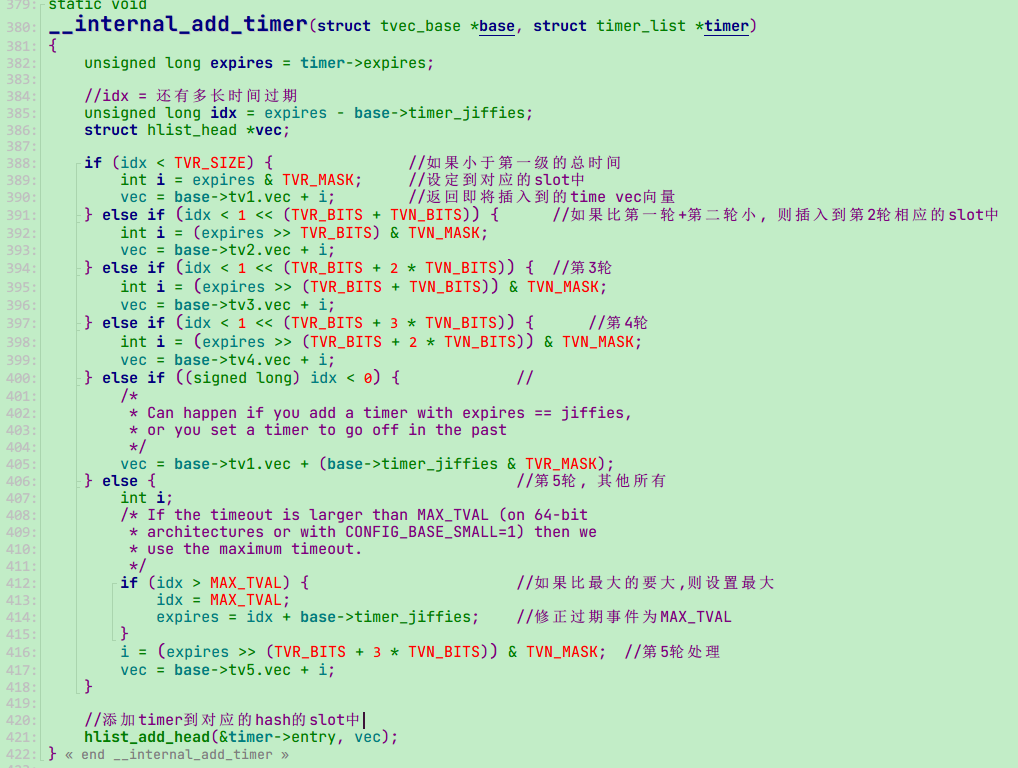 379: static void
380: __internal_add_timer(struct tvec_base *base, struct timer_list *timer)
381: {
382:     unsigned long expires = timer->expires;
383:
384:     //idx = 还有多长时间过期
385:     unsigned long idx = expires - base->timer_jiffies;
386:     struct hlist_head *vec;
387:
388:     if (idx < TVR_SIZE) {               //如果小于第一级的总时间
389:         int i = expires & TVR_MASK;     //设定到对应的slot中
390:         vec = base->tv1.vec + i;        //返回即将插入到的time vec向量
391:     } else if (idx < 1 << (TVR_BITS + TVN_BITS)) {      //如果比第一轮+第二轮小, 则插入到第2轮相应的slot中
392:         int i = (expires >> TVR_BITS) & TVN_MASK;
393:         vec = base->tv2.vec + i;
394:     } else if (idx < 1 << (TVR_BITS + 2 * TVN_BITS)) {  //第3轮
395:         int i = (expires >> (TVR_BITS + TVN_BITS)) & TVN_MASK;
396:         vec = base->tv3.vec + i;
397:     } else if (idx < 1 << (TVR_BITS + 3 * TVN_BITS)) {      //第4轮
398:         int i = (expires >> (TVR_BITS + 2 * TVN_BITS)) & TVN_MASK;
399:         vec = base->tv4.vec + i;
400:     } else if ((signed long) idx < 0) {             //
401:         /*
402:          * Can happen if you add a timer with expires == jiffies,
403:          * or you set a timer to go off in the past
404:          */
405:         vec = base->tv1.vec + (base->timer_jiffies & TVR_MASK);
406:     } else {                                        //第5轮, 其他所有
407:         int i;
408:         /* If the timeout is larger than MAX_TVAL (on 64-bit
409:          * architectures or with CONFIG_BASE_SMALL=1) then we
410:          * use the maximum timeout.
411:          */
412:         if (idx > MAX_TVAL) {                       //如果比最大的要大,则设置最大
413:             idx = MAX_TVAL;
414:             expires = idx + base->timer_jiffies;    //修正过期事件为MAX_TVAL
415:         }
416:         i = (expires >> (TVR_BITS + 3 * TVN_BITS)) & TVN_MASK;  //第5轮处理
417:         vec = base->tv5.vec + i;
418:     }
419:
420:     //添加timer到对应的hash的slot中
421:     hlist_add_head(&timer->entry, vec);
422: } « end __internal_add_timer »